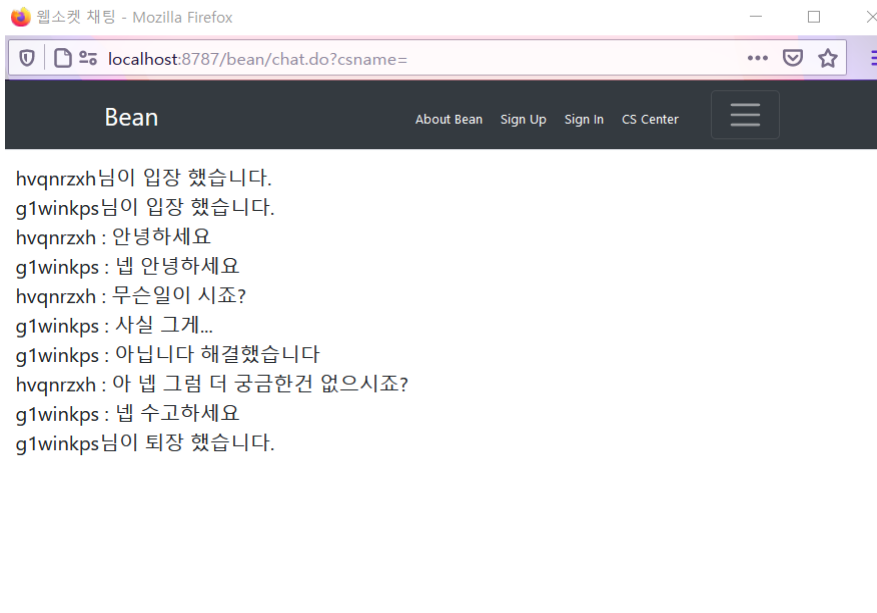 웹소켓 채팅 - Mozilla Firefox
localhost:8787/bean/chat.do?csname=
Bean About Bean Sign Up Sign In CS Center
hvqnrzxh님이 입장 했습니다.
g1winkps님이 입장 했습니다.
hvqnrzxh : 안녕하세요
g1winkps : 넵 안녕하세요
hvqnrzxh : 무슨일이 시죠?
g1winkps : 사실 그게...
g1winkps : 아닙니다 해결했습니다
hvqnrzxh : 아 넵 그럼 더 궁금한건 없으시죠?
g1winkps : 넵 수고하세요
g1winkps님이 퇴장 했습니다.